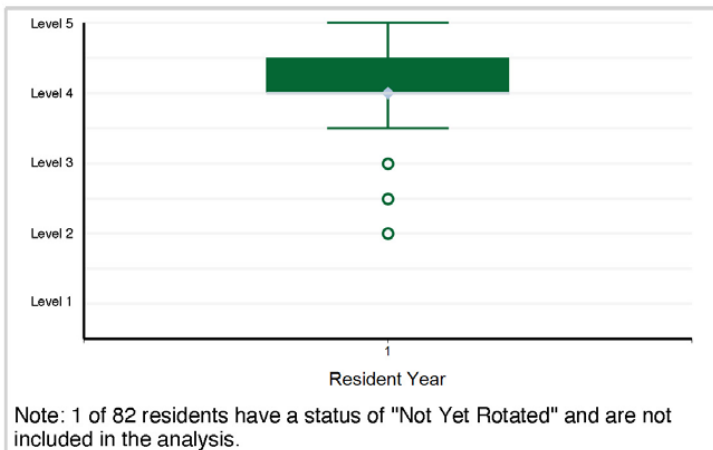 Level 5
Level 4
Level 3
Level 2
Level 1
1
Resident Year
Note: 1 of 82 residents have a status of "Not Yet Rotated" and are not
included in the analysis.